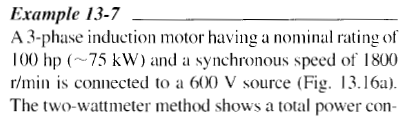 Example 13-7
A 3-phase induction motor having a nominal rating of
100 hp (~75 kW) and a synchronous speed of 1800
r/min is connected to a 600 V source (Fig. 13.16a).
The two-wattmeter method shows a total power con-